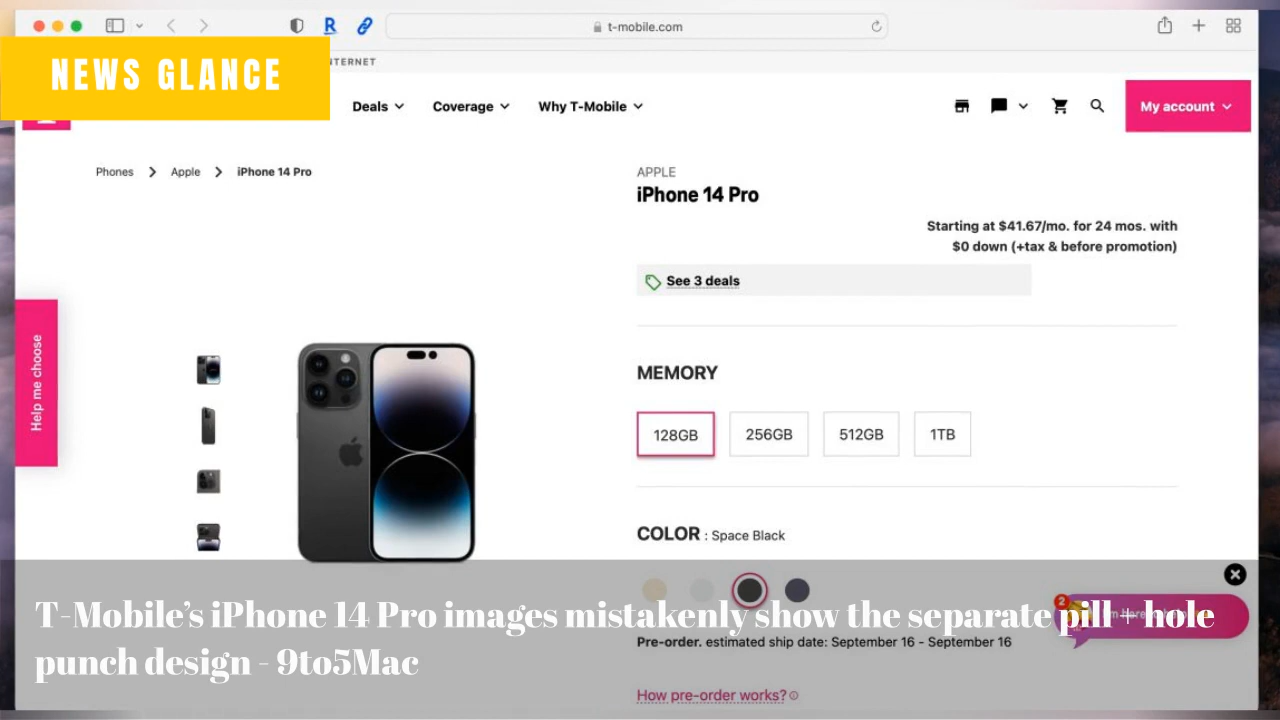 t-mobile.com
NEWS GLANCE
Deals
Coverage
Why T-Mobile
My account
Phones
Apple
iPhone 14 Pro
APPLE
iPhone 14 Pro
Starting at $41.67/mo. for 24 mos. with
$0 down (+tax & before promotion)
See 3 deals
Help me choose
MEMORY
128GB
256GB
512GB
1TB
COLOR : Space Black
2
T-Mobile’s iPhone 14 Pro images mistakenly show the separate pill + hole
punch design - 9to5Mac
Pre-order. estimated ship date: September 16 - September 16
How pre-order works?